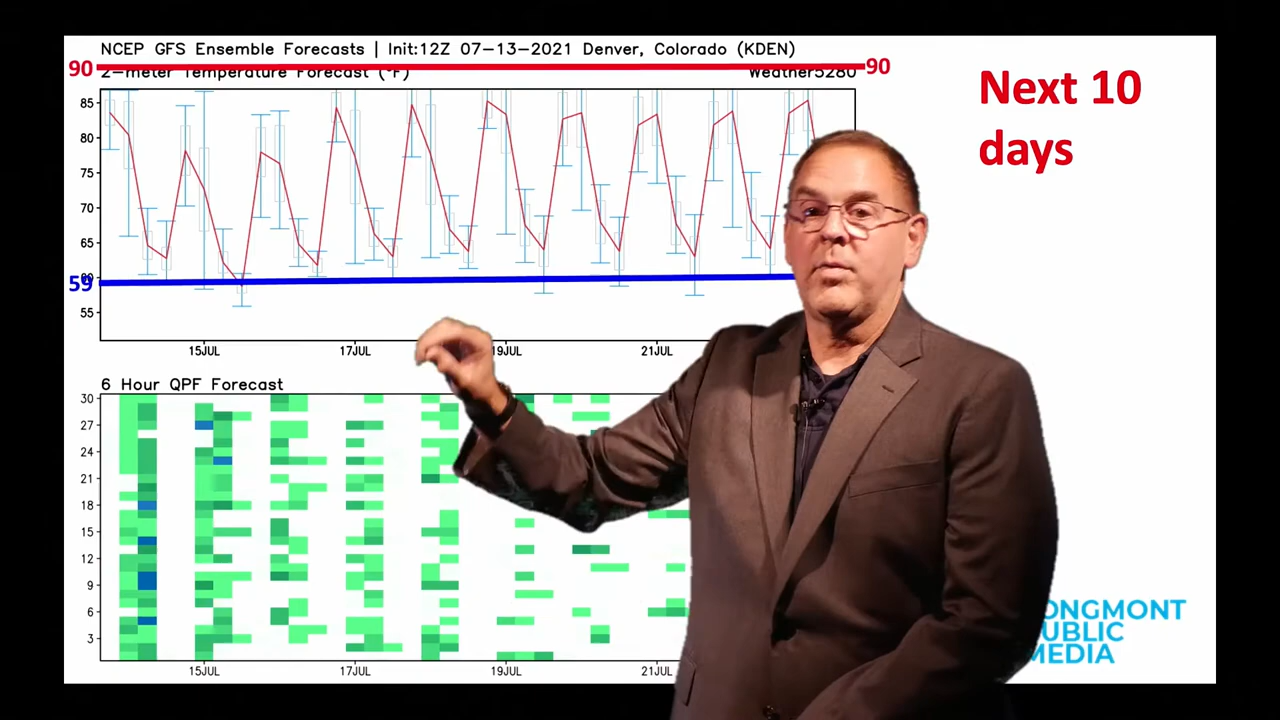 NCEP GFS Ensemble Forecasts | Init:12Z 07-13-2021 Denver, Colorado (KDEN)
90
90
2-meter Temperature Forecast (°F)
Weather5280
Next 10
days
85
80
75
70
65
60
59
55
15JUL
17JUL
19JUL
21JUL
6 Hour QPF Forecast
30
27
24
21
18
15
12
9
6
3
15JUL
17JUL
19JUL
21JUL
ONGMONT
UBLIC
MEDIA